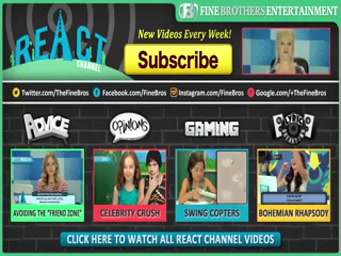 REACT
CHANNEL
FINE BROTHERS ENTERTAINMENT
New Videos Every Week!
Subscribe
Twitter.com/TheFineBros
Facebook.com/FineBros
Instagram.com/FineBros
Google.com/+TheFineBros
ADVICE
OPINIONS
GAMING
LYRIC
AVOIDING THE "FRIEND ZONE"
CELEBRITY CRUSH
SWING COPTERS
BOHEMIAN RHAPSODY
CLICK HERE TO WATCH ALL REACT CHANNEL VIDEOS